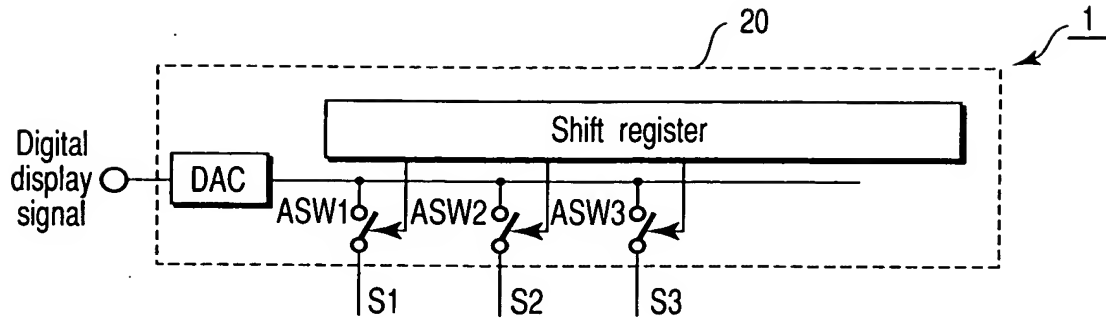 20
1
Shift register
Digital
display
signal
DAC
ASW1
ASW2
ASW3
S1
S2
S3